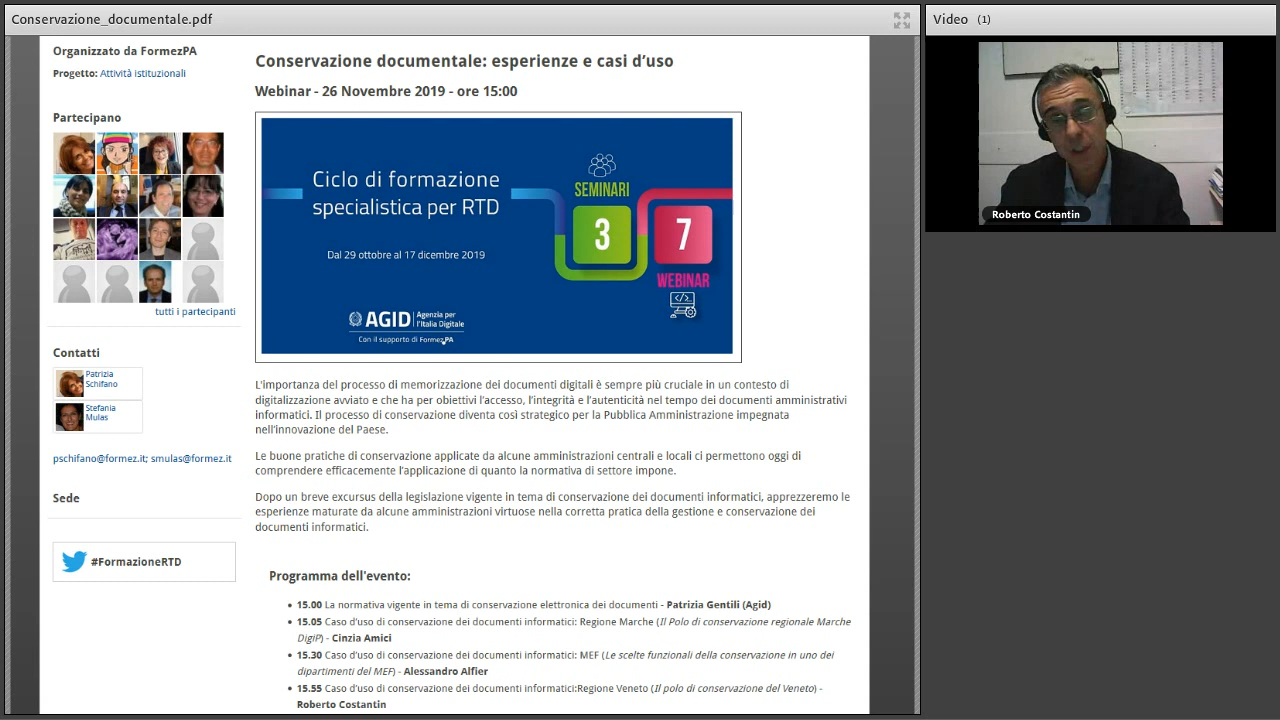 Conservazione_documentale.pdf
Organizzato da FormezPA
Progetto: Attività istituzionali
Partecipano
tutti i partecipanti
Contatti
Patrizia
Schifano
Stefania
Mulas
pschifano@formez.it; smulas@formez.it
Sede
#FormazioneRTD
Conservazione documentale: esperienze e casi d'uso
Webinar - 26 Novembre 2019 - ore 15:00
Ciclo di formazione
specialistica per RTD
Dal 29 ottobre al 17 dicembre 2019
SEMINARI
3
7
WEBINAR
AGID Agenzia per
l'Italia Digitale
Con il supporto di FormezPA
L'importanza del processo di memorizzazione dei documenti digitali è sempre più cruciale in un contesto di
digitalizzazione avviato e che ha per obiettivi l'accesso, l'integrità e l'autenticità nel tempo dei documenti amministrativi
informatici. Il processo di conservazione diventa così strategico per la Pubblica Amministrazione impegnata
nell'innovazione del Paese.
Le buone pratiche di conservazione applicate da alcune amministrazioni centrali e locali ci permettono oggi di
comprendere efficacemente l'applicazione di quanto la normativa di settore impone.
Dopo un breve excursus della legislazione vigente in tema di conservazione dei documenti informatici, apprezzeremo le
esperienze maturate da alcune amministrazioni virtuose nella corretta pratica della gestione e conservazione dei
documenti informatici.
Programma dell'evento:
• 15.00 La normativa vigente in tema di conservazione elettronica dei documenti - Patrizia Gentili (Agid)
• 15.05 Caso d'uso di conservazione dei documenti informatici: Regione Marche (Il Polo di conservazione regionale Marche
DigiP) - Cinzia Amici
• 15.30 Caso d'uso di conservazione dei documenti informatici: MEF (Le scelte funzionali della conservazione in uno dei
dipartimenti del MEF) - Alessandro Alfier
• 15.55 Caso d'uso di conservazione dei documenti informatici:Regione Veneto (Il polo di conservazione del Veneto) -
Roberto Costantin
Video (1)
Roberto Costantin